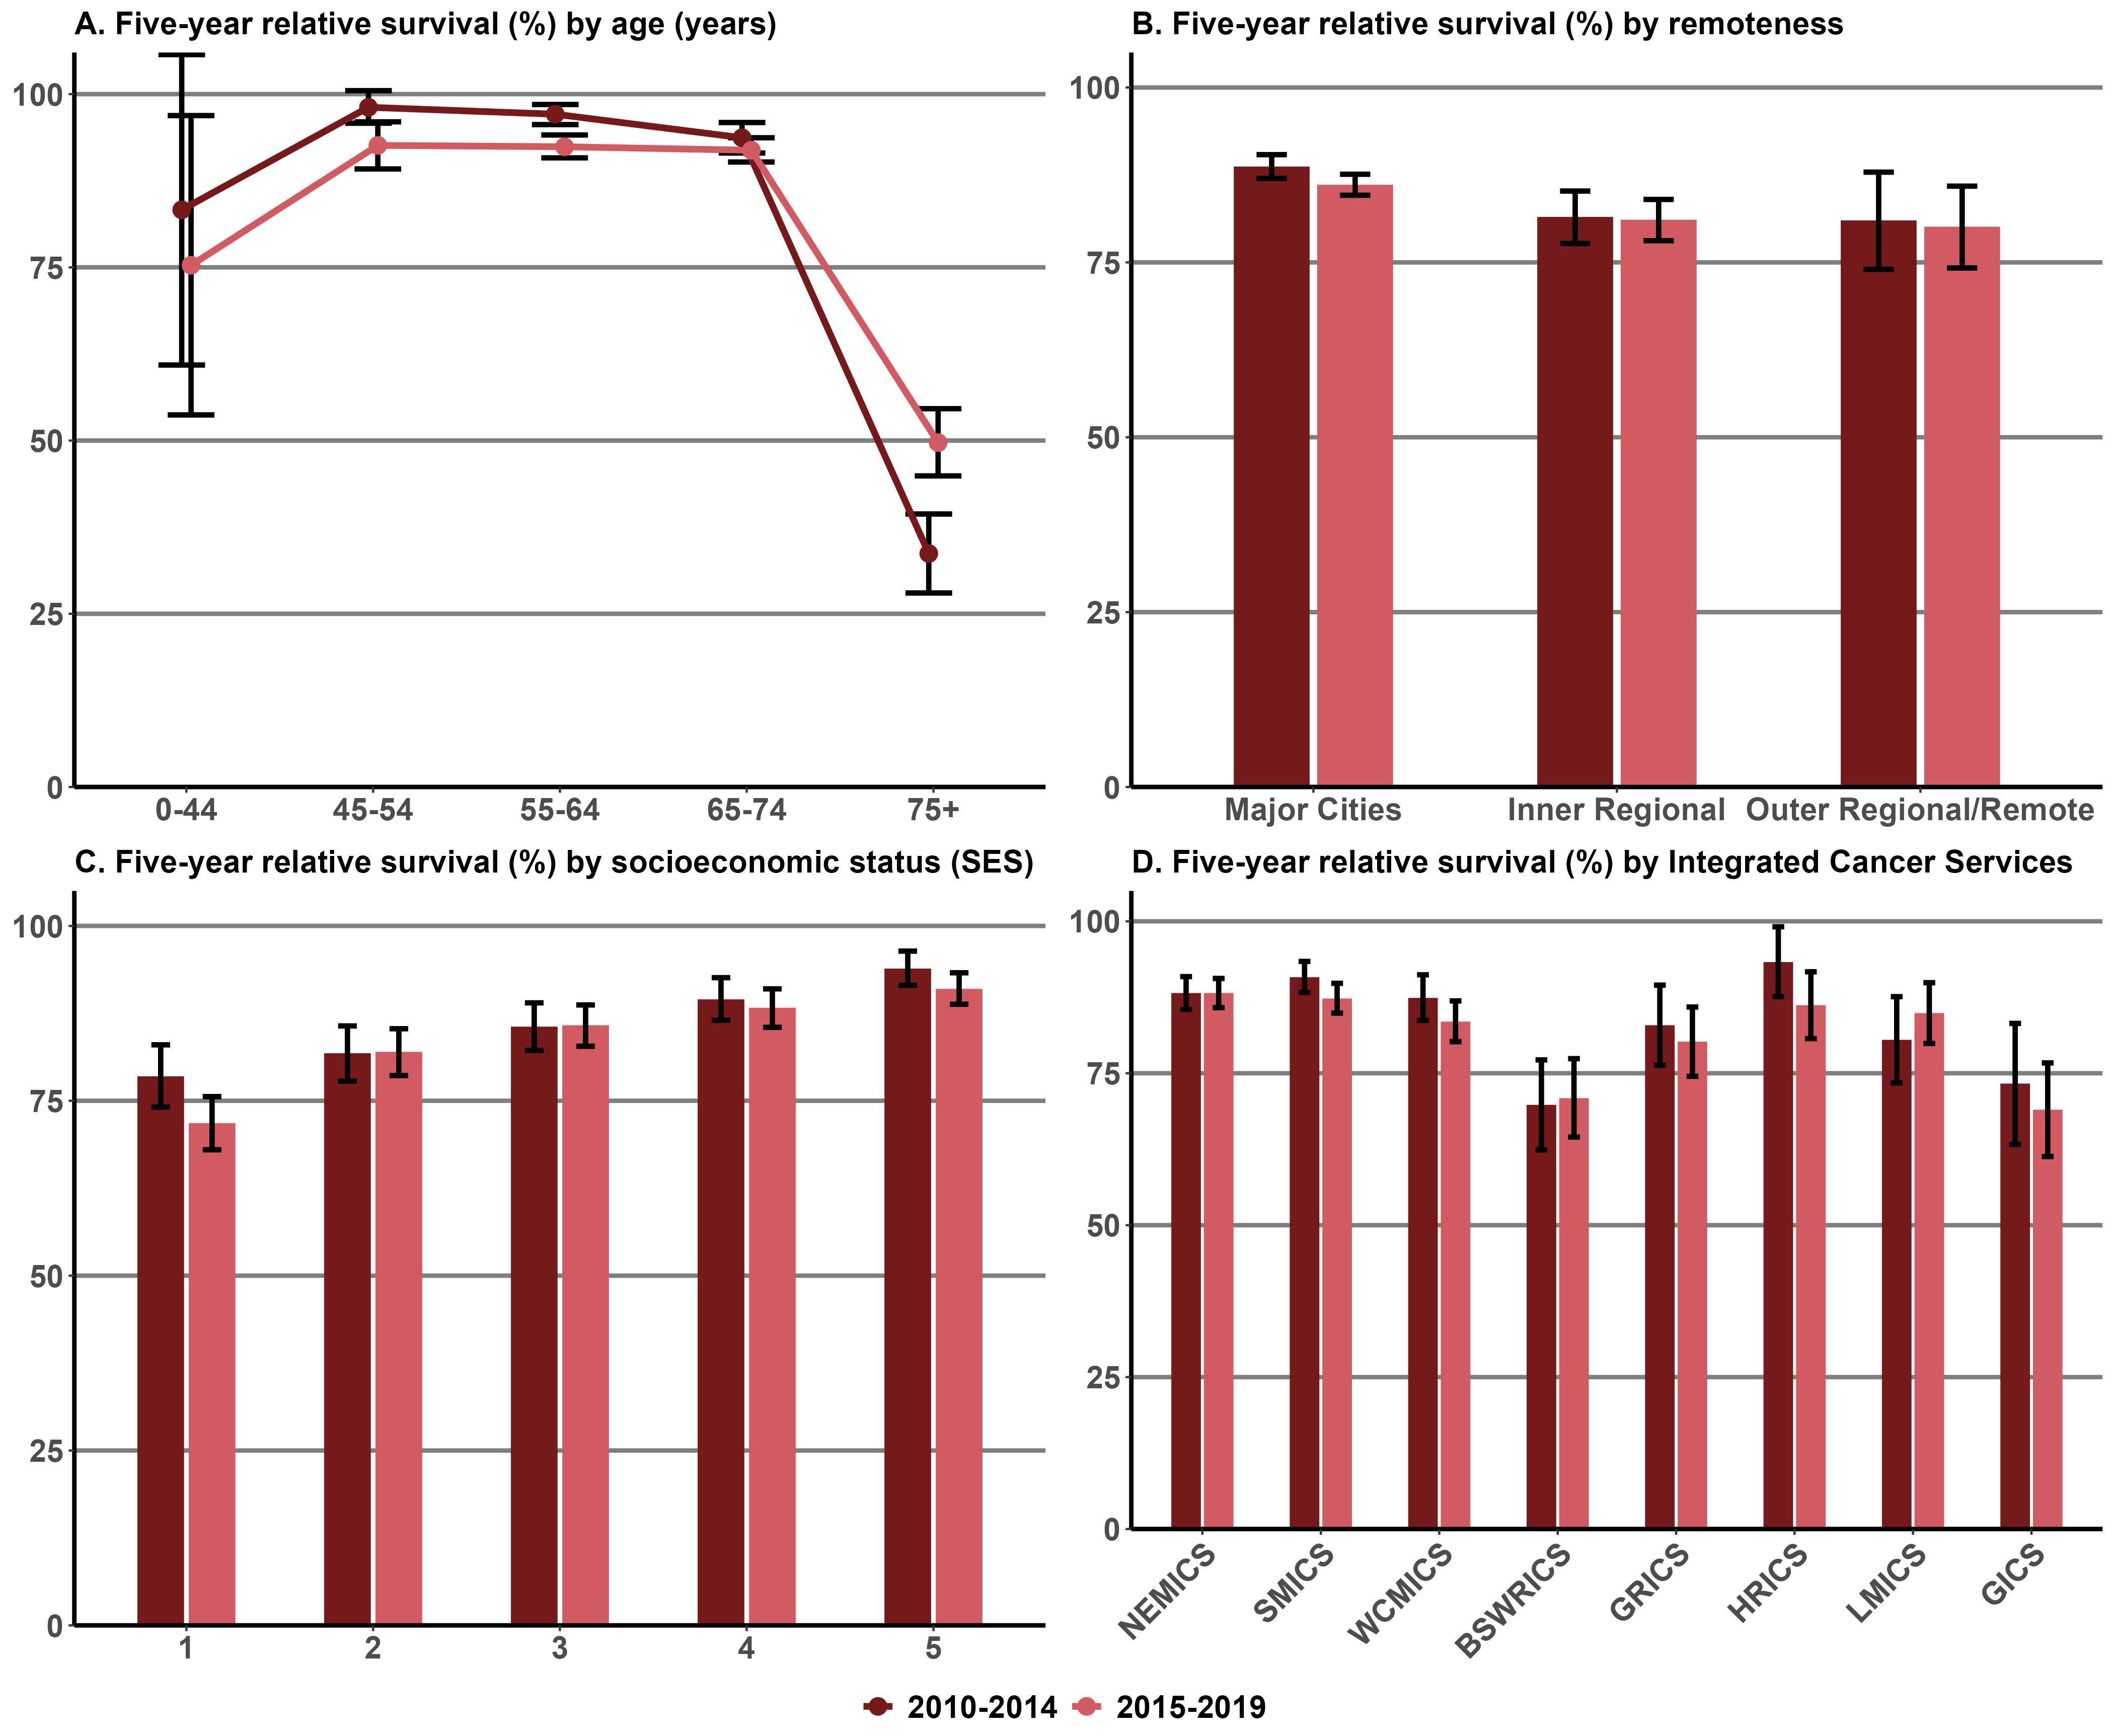 A. Five-year relative survival (%) by age (years)
100
75
50
25
0
0-44 45-54 55-64 65-74 75+
B. Five-year relative survival (%) by remoteness
100
75
50
25
0
Major Cities Inner Regional Outer Regional/Remote
C. Five-year relative survival (%) by socioeconomic status (SES)
100
75
50
25
0
1 2 3 4 5
D. Five-year relative survival (%) by Integrated Cancer Services
100
75
50
25
0
NEMICS SMICS WCMICS BSWRICS GRICS HRICS LMICS GICS
2010-2014 2015-2019